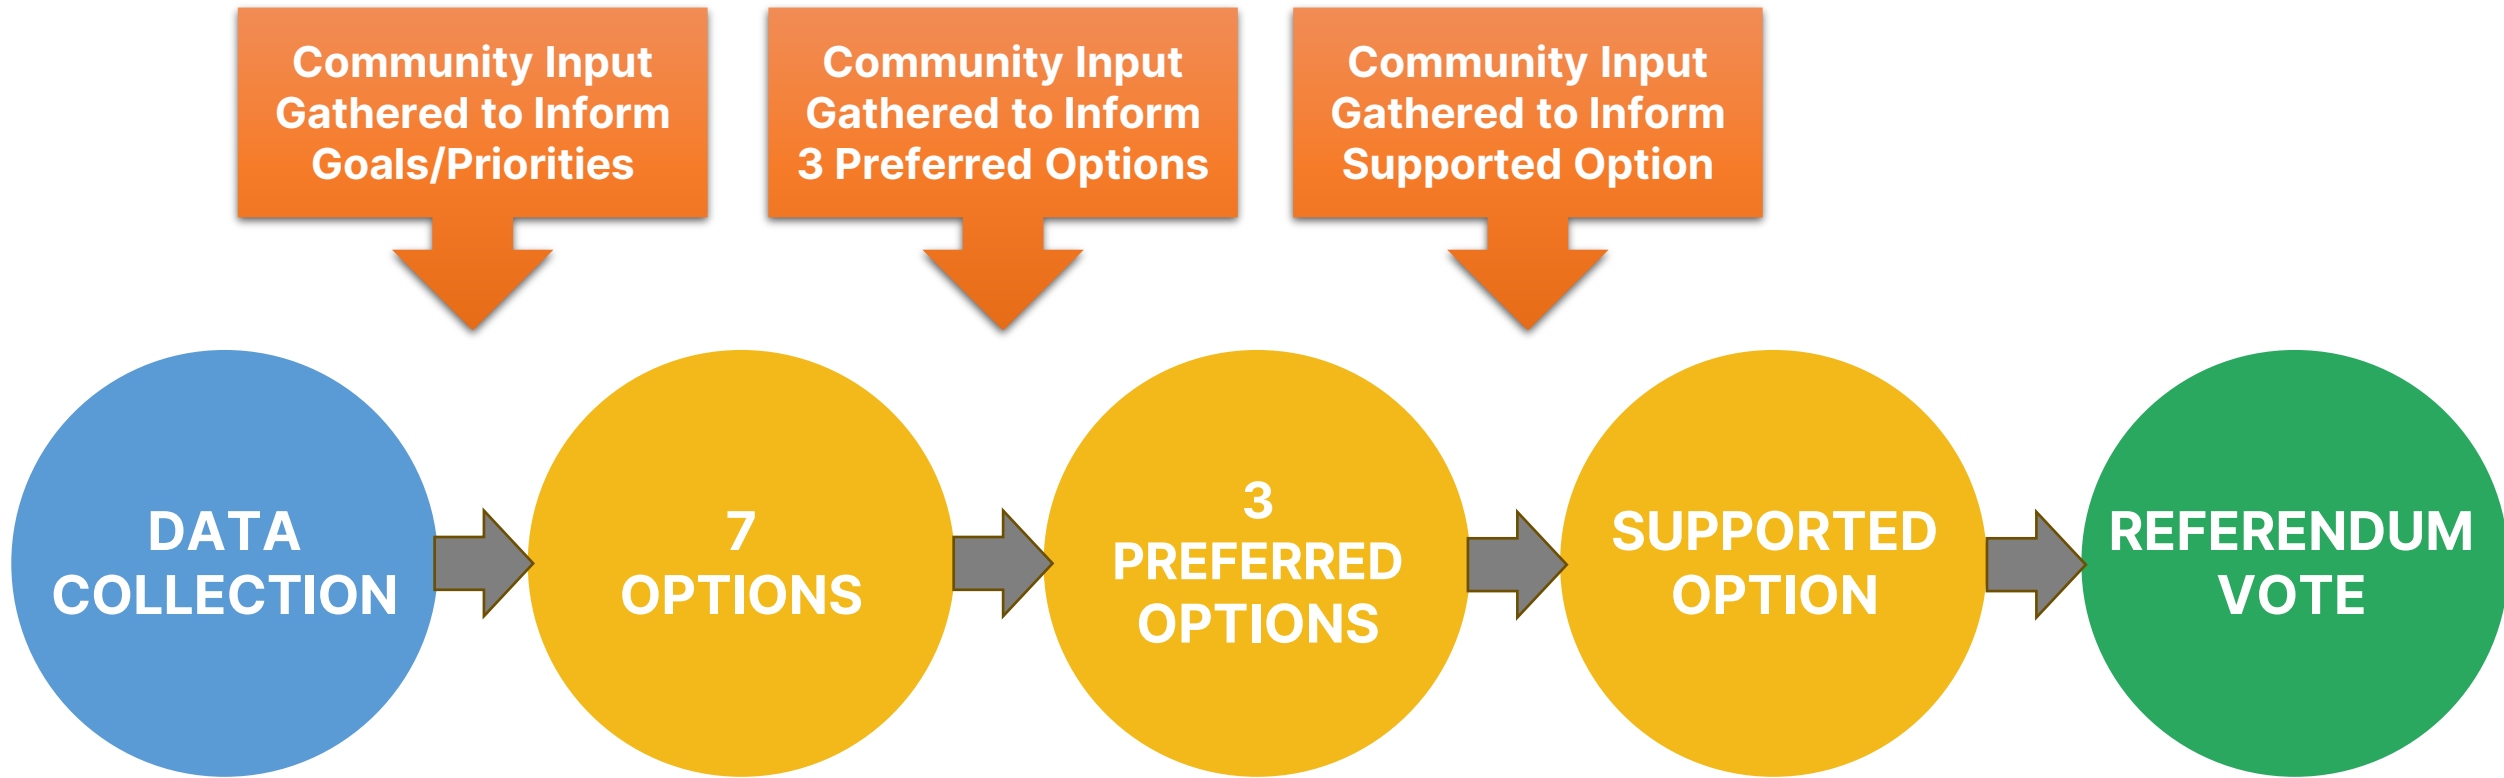 Community Input
Gathered to Inform
Goals/Priorities
Community Input
Gathered to Inform
3 Preferred Options
Community Input
Gathered to Inform
Supported Option
DATA
COLLECTION
7
OPTIONS
3
PREFERRED
OPTIONS
SUPPORTED
OPTION
REFERENDUM
VOTE